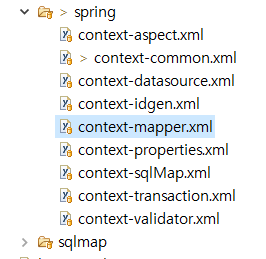 > spring
context-aspect.xml
> context-common.xml
context-datasource.xml
context-idgen.xml
context-mapper.xml
context-properties.xml
context-sqlMap.xml
context-transaction.xml
context-validator.xml
sqlmap